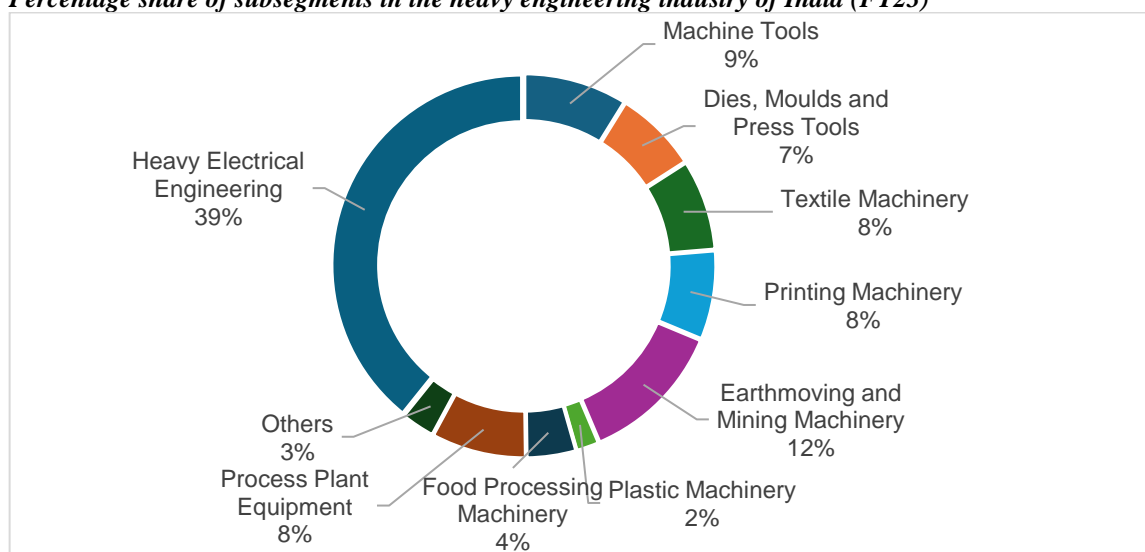 Percentage share of subsegments in the heavy engineering industry of India (FY25)
Machine Tools
9%
Dies, Moulds and
Press Tools
7%
Textile Machinery
8%
Printing Machinery
8%
Earthmoving and
Mining Machinery
12%
Plastic Machinery
2%
Food Processing
Machinery
4%
Process Plant
Equipment
8%
Others
3%
Heavy Electrical
Engineering
39%